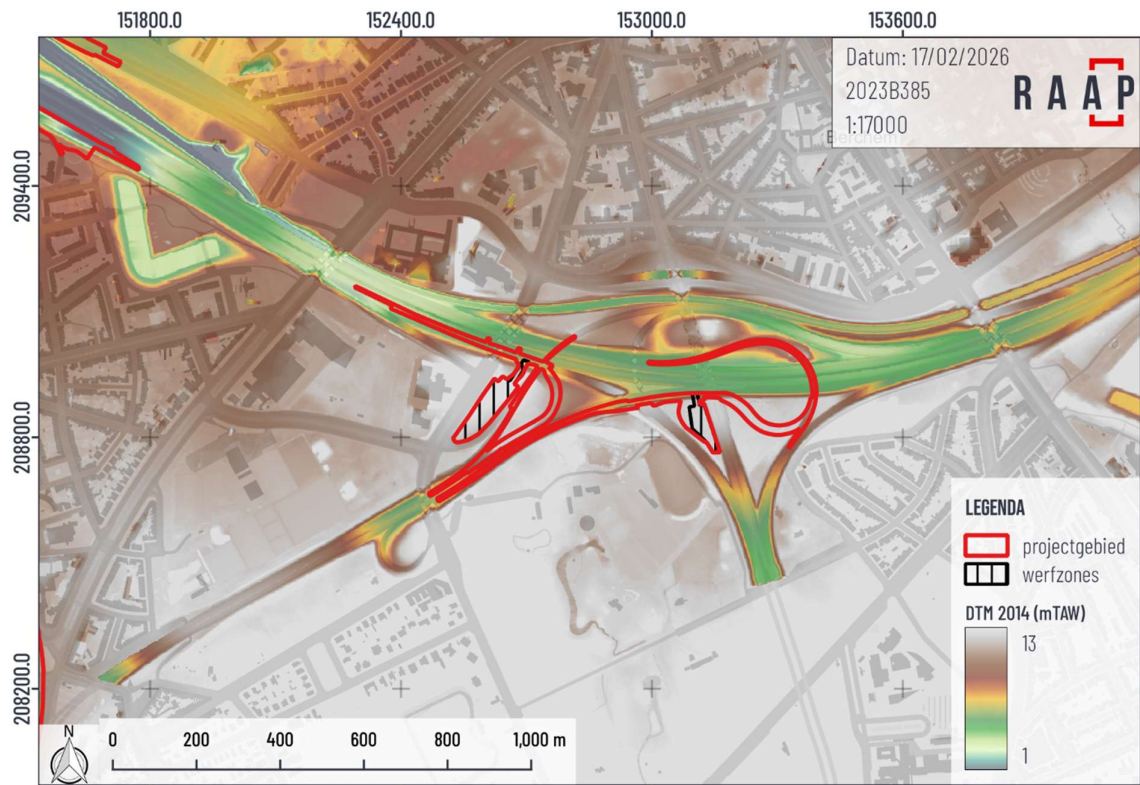 151800.0 152400.0 153000.0 153600.0
Datum: 17/02/2026
2023B385
1:17000
RAAP
Berchem
209400.0
208800.0
208200.0
LEGENDA
projectgebied
werfzones
DTM 2014 (mTAW)
13
1
N
0 200 400 600 800 1,000 m